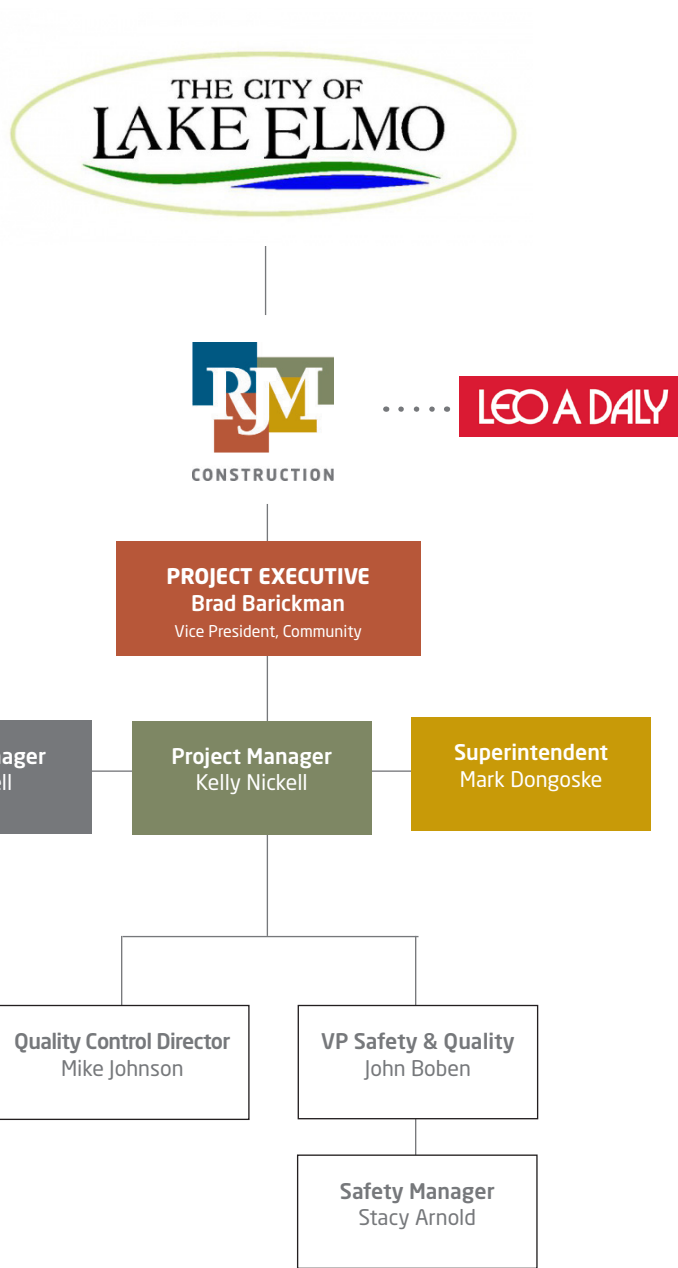 THE CITY OF
LAKE ELMO
RJM
CONSTRUCTION
LEO A DALY
PROJECT EXECUTIVE
Brad Barickman
Vice President, Community
Project Manager
Kelly Nickell
Superintendent
Mark Dongoske
Quality Control Director
Mike Johnson
VP Safety & Quality
John Boben
Safety Manager
Stacy Arnold